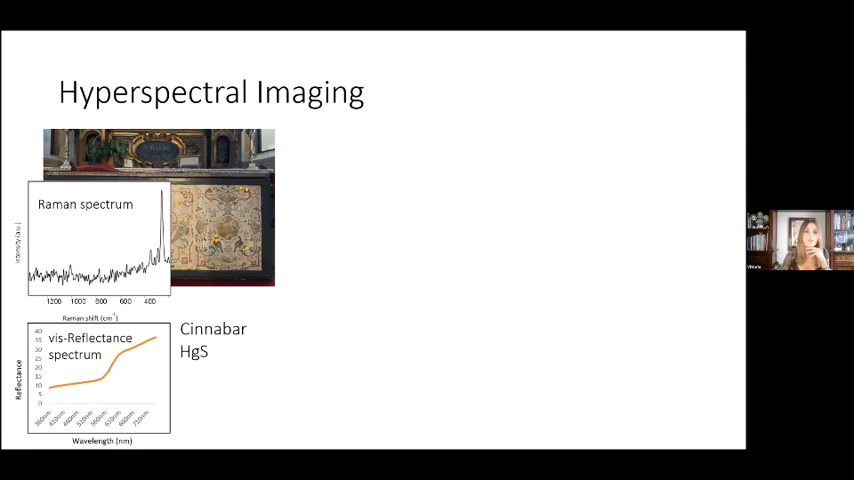 Hyperspectral Imaging
Raman spectrum
Intensity (a.u.)
1200 1000 800 600 400
Raman shift (cm⁻¹)
Cinnabar
HgS
vis-Reflectance
spectrum
Reflectance
40
35
30
25
20
15
10
5
0
360nm 410nm 460nm 510nm 560nm 610nm 660nm 710nm
Wavelength (nm)